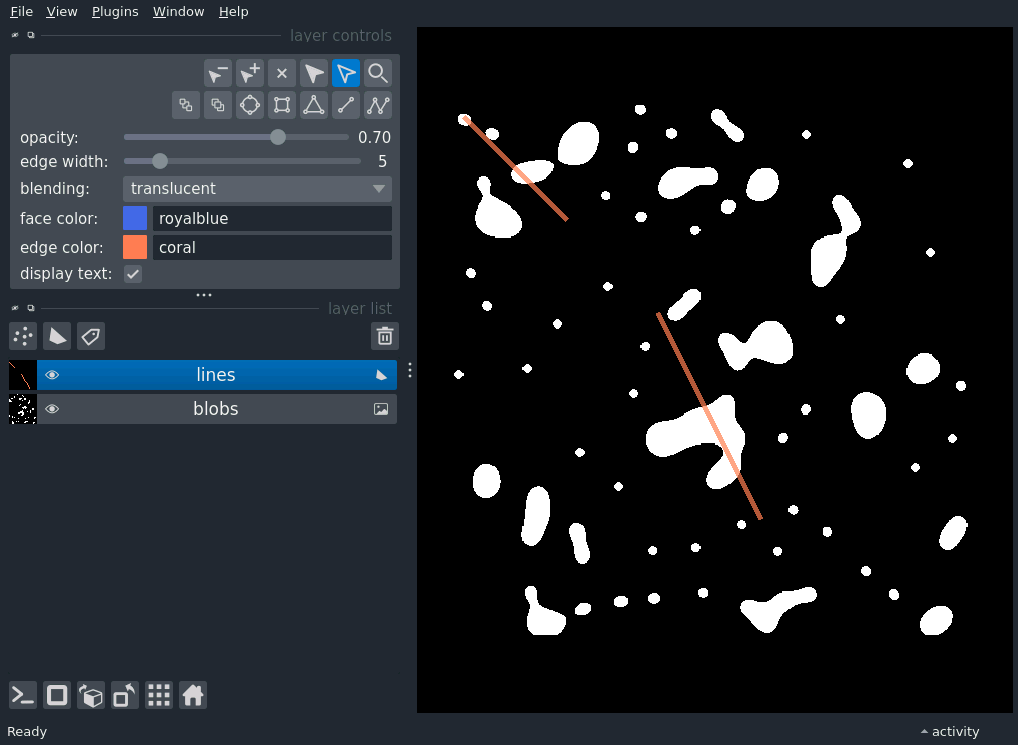 File View Plugins Window Help
layer controls
opacity: 0.70
edge width: 5
blending: translucent
face color: royalblue
edge color: coral
display text:
layer list
lines
blobs
Ready
activity